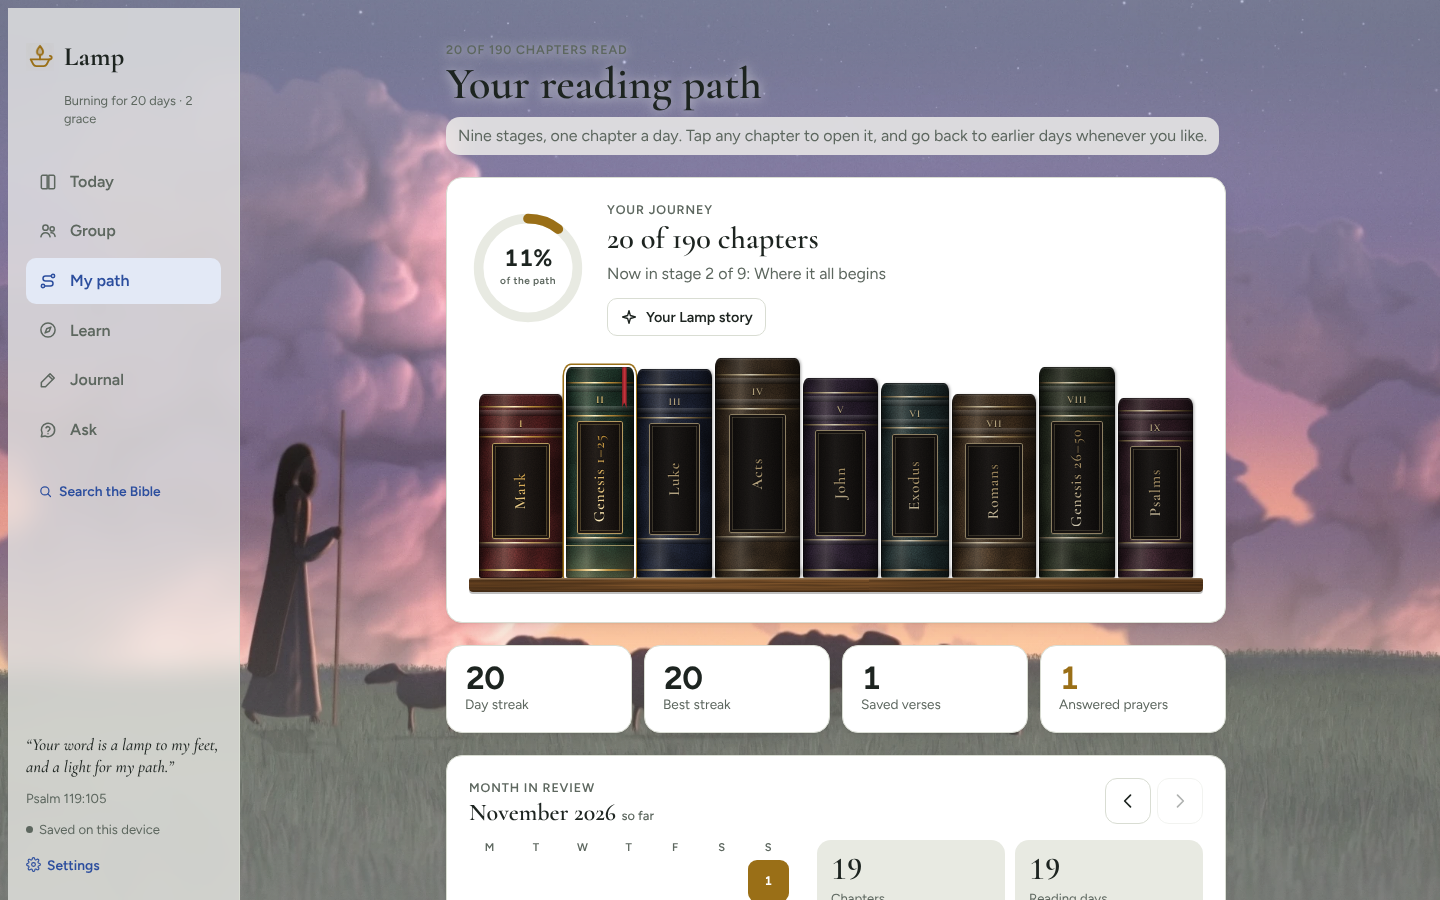 Lamp
Burning for 20 days · 2
grace
Today
Group
My path
Learn
Journal
Ask
Search the Bible
“Your word is a lamp to my feet,
and a light for my path.”
Psalm 119:105
Saved on this device
Settings
20 OF 190 CHAPTERS READ
Your reading path
Nine stages, one chapter a day. Tap any chapter to open it, and go back to earlier days whenever you like.
11%
of the path
YOUR JOURNEY
20 of 190 chapters
Now in stage 2 of 9: Where it all begins
Your Lamp story
I
Mark
II
Genesis 1–25
III
Luke
IV
Acts
V
John
VI
Exodus
VII
Romans
VIII
Genesis 26–50
IX
Psalms
20
Day streak
20
Best streak
1
Saved verses
1
Answered prayers
MONTH IN REVIEW
November 2026 so far
M T W T F S S
1
19
Chapters
19
Reading days